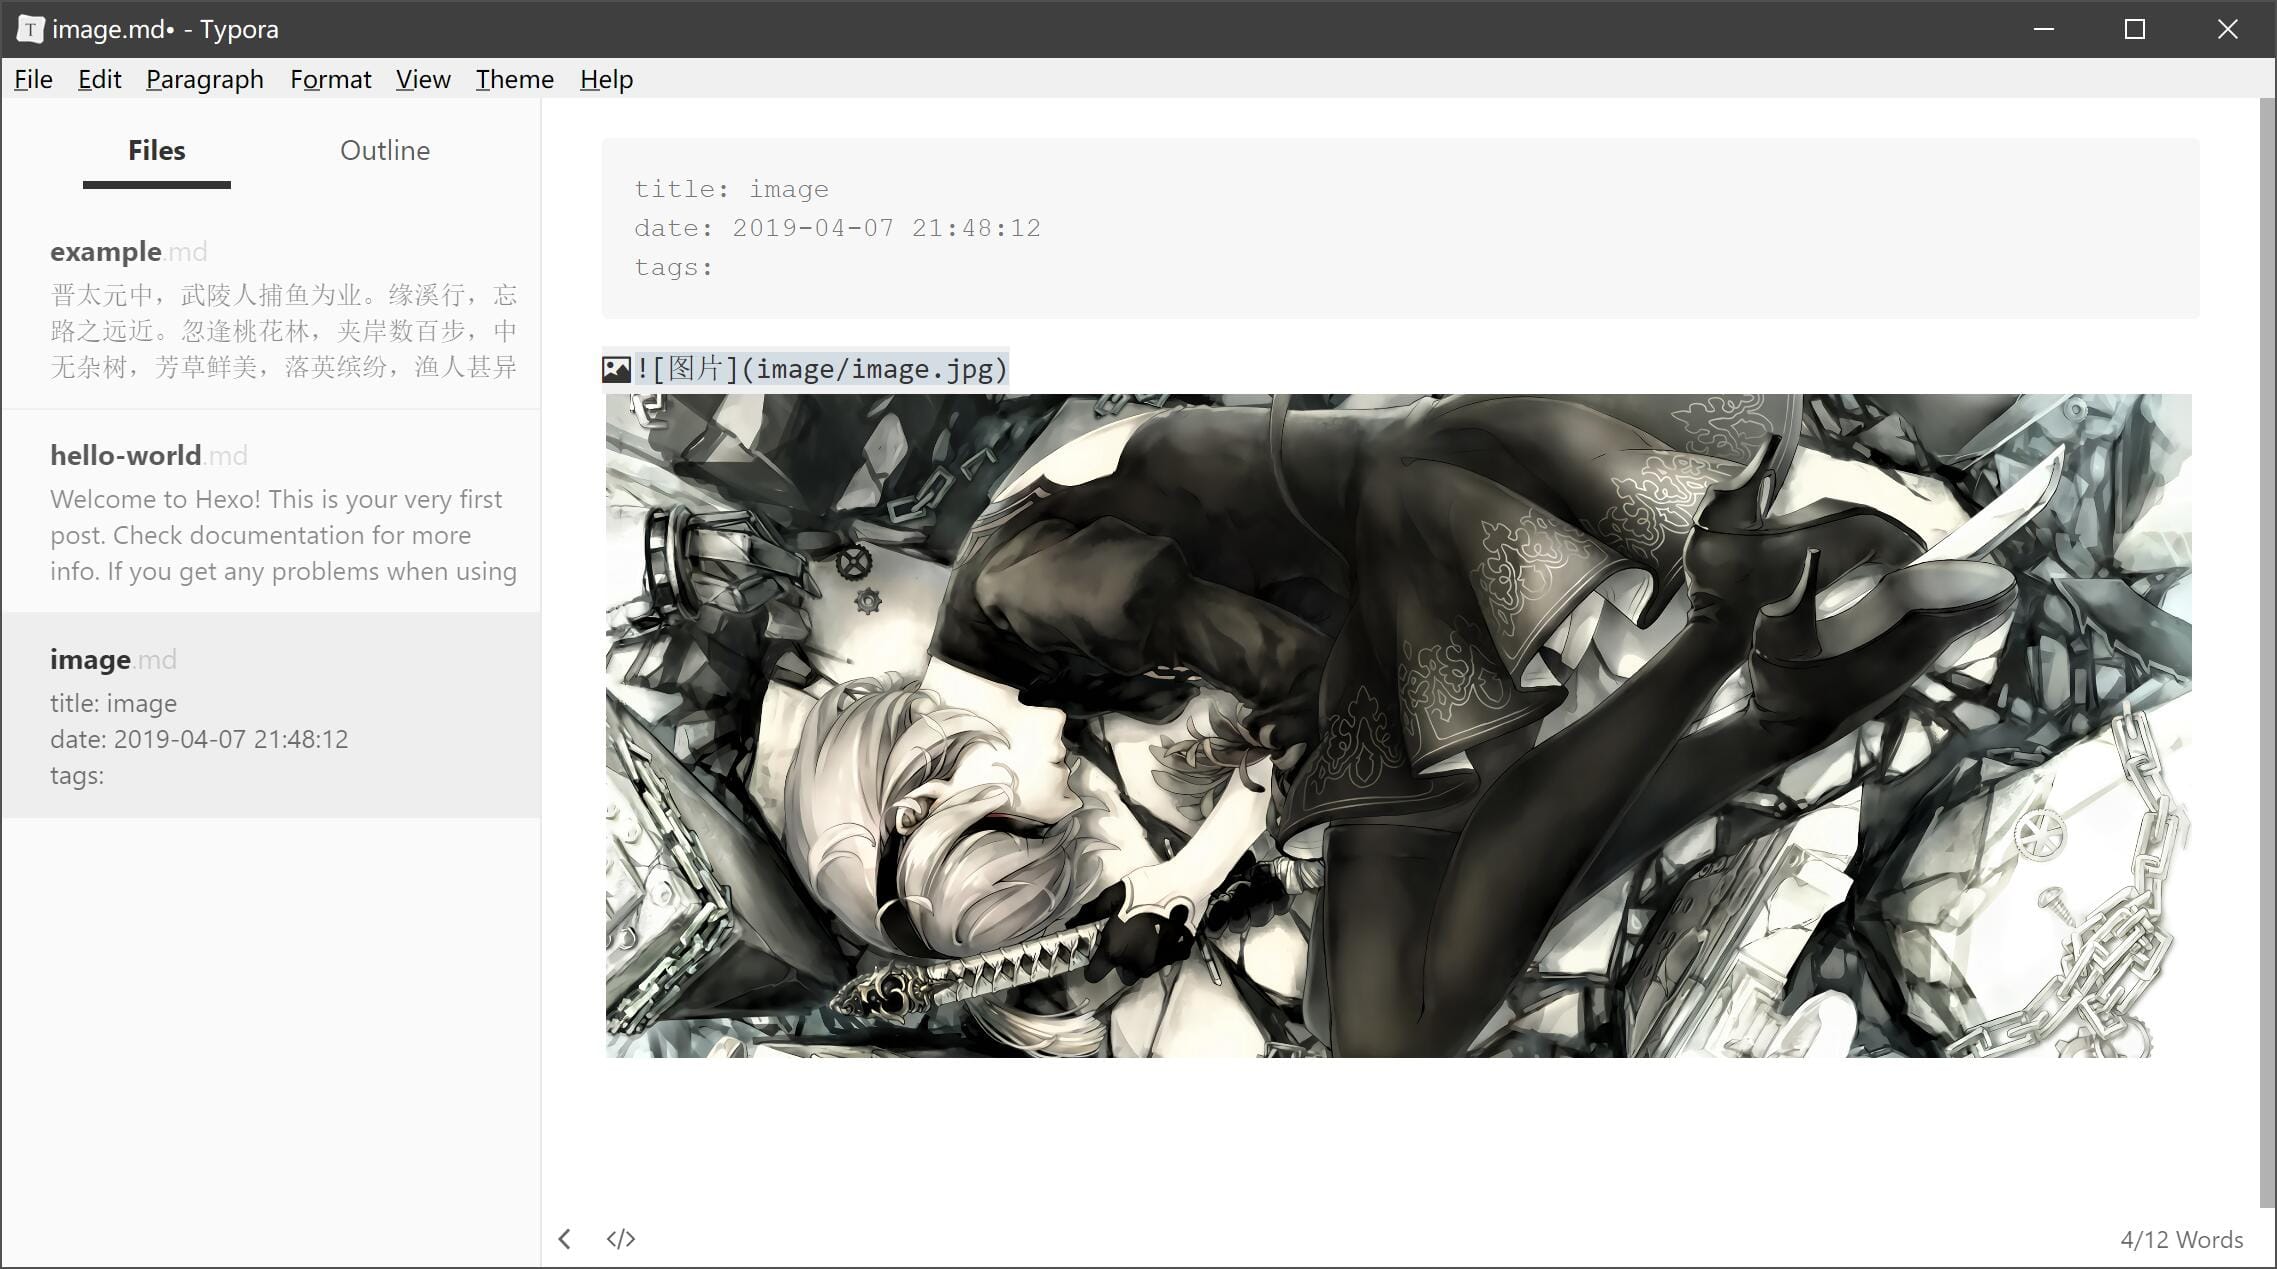 T image.md• - Typora
File Edit Paragraph Format View Theme Help
Files Outline
example.md
晋太元中，武陵人捕鱼为业。缘溪行，忘
路之远近。忽逢桃花林，夹岸数百步，中
无杂树，芳草鲜美，落英缤纷，渔人甚异
hello-world.md
Welcome to Hexo! This is your very first
post. Check documentation for more
info. If you get any problems when using
image.md
title: image
date: 2019-04-07 21:48:12
tags:
title: image
date: 2019-04-07 21:48:12
tags:
![图片](image/image.jpg)
</> 4/12 Words